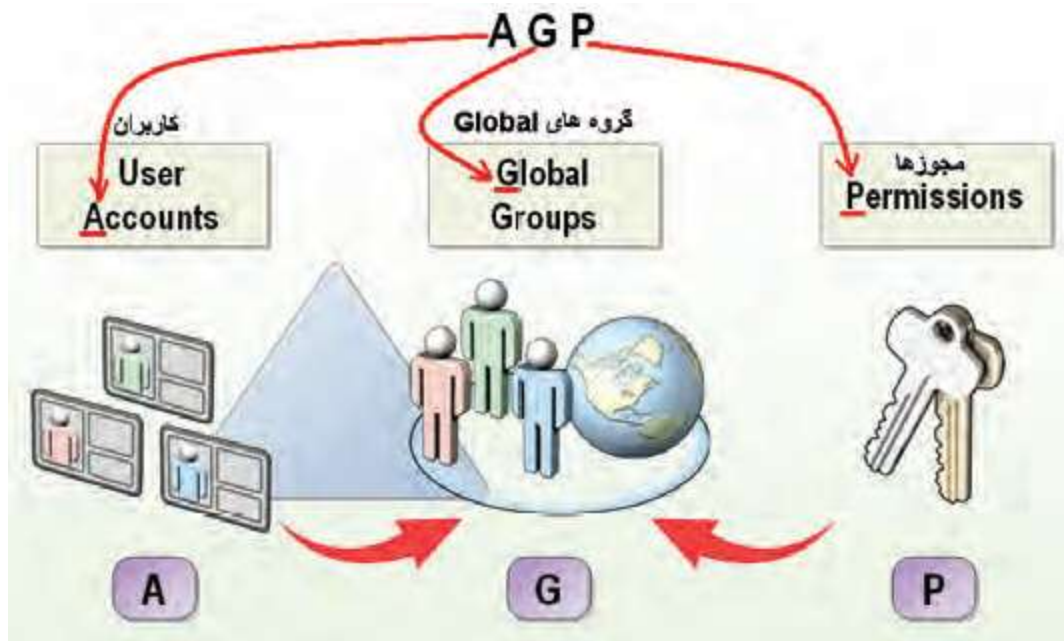 A G P
کاربران
User
Accounts
گروه های Global
Global
Groups
مجوزها
Permissions
A
G
P